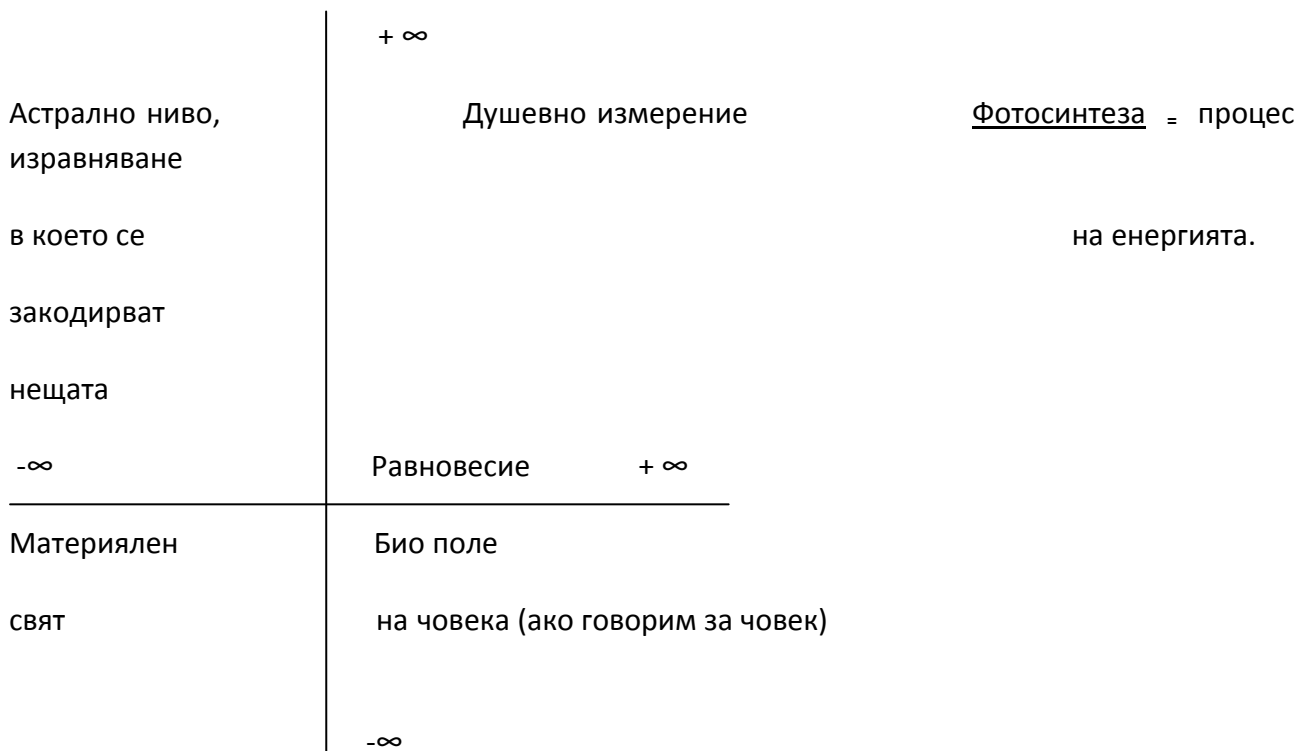 + ∞
Астрално ниво, Душевно измерение Фотосинтеза = процес
изравняване
в което се на енергията.
закодирват
нещата
-∞ Равновесие + ∞
Материялен Био поле
свят на човека (ако говорим за човек)
-∞